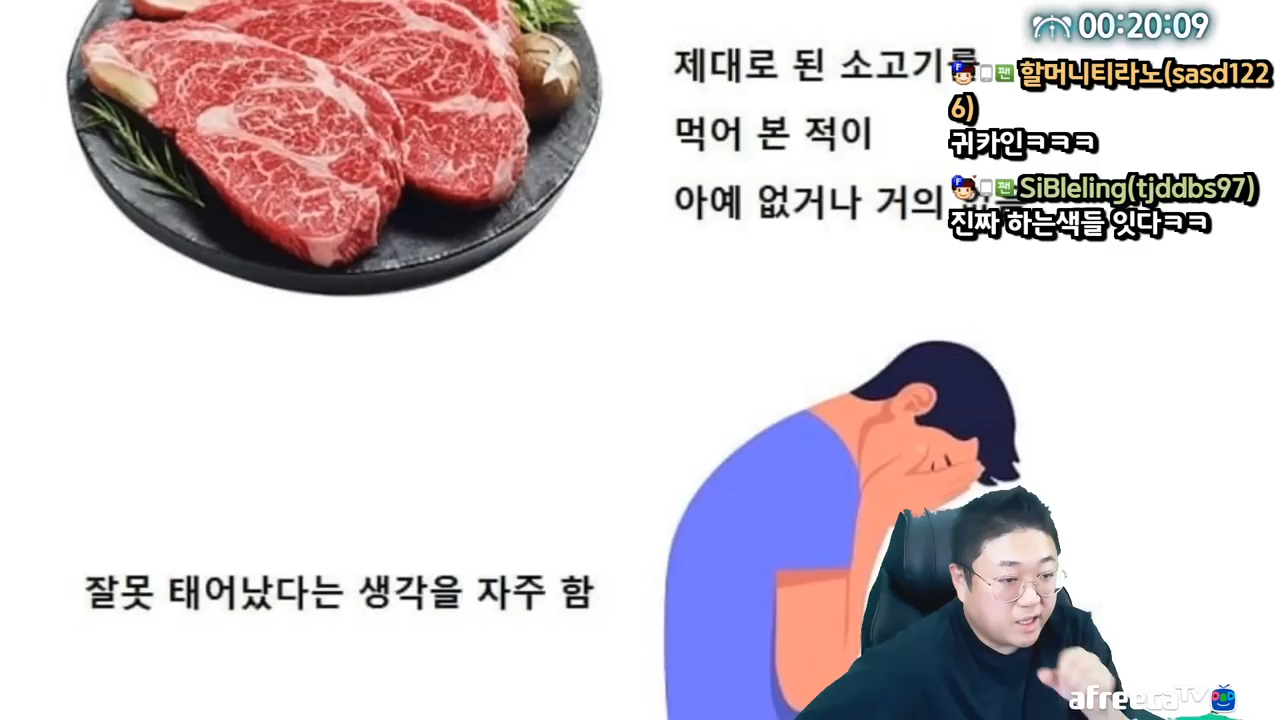 00:20:09
제대로 된 소고기를
먹어 본 적이
아예 없거나 거의
할머니티라노(sasd122
6)
귀카인ㅋㅋㅋ
SiBleling(tjddbs97)
진짜 하는색들 잇다ㅋㅋ
잘못 태어났다는 생각을 자주 함
afreecaTV